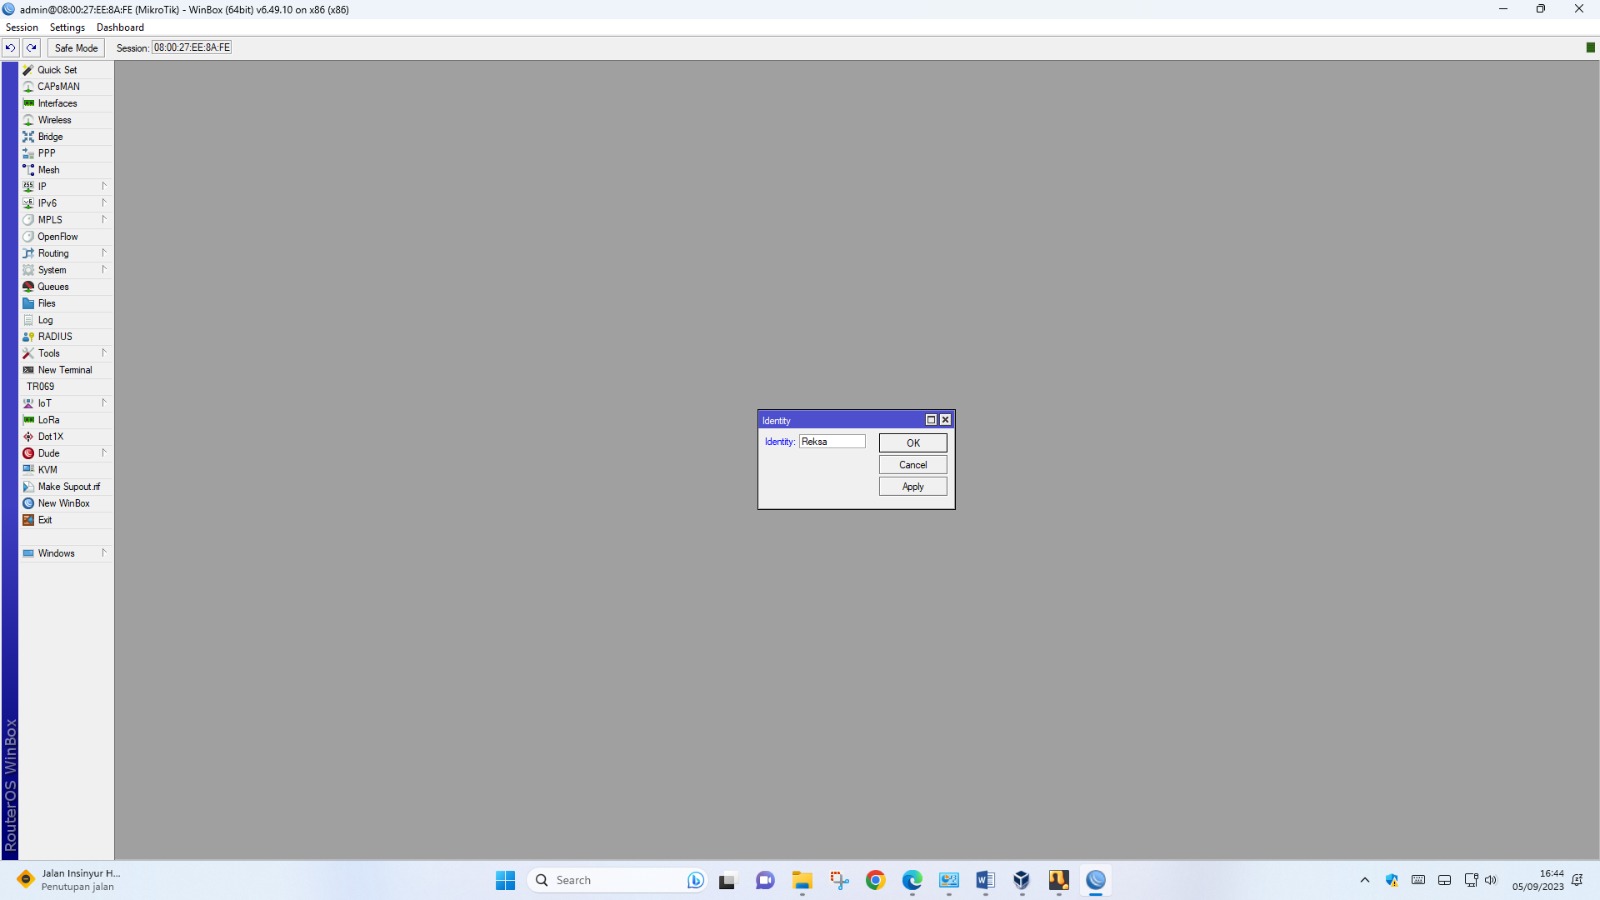 admin@08:00:27:EE:8A:FE (MikroTik) - WinBox (64bit) v6.49.10 on x86 (x86)
Session Settings Dashboard
Safe Mode Session: 08:00:27:EE:8A:FE
Quick Set
CAPsMAN
Interfaces
Wireless
Bridge
PPP
Mesh
IP
IPv6
MPLS
OpenFlow
Routing
System
Queues
Files
Log
RADIUS
Tools
New Terminal
TR069
IoT
LoRa
Dot1X
Dude
KVM
Make Supout.rif
New WinBox
Exit
Windows
RouterOS WinBox
Identity
Identity: Reksa
OK
Cancel
Apply
Jalan Insinyur H...
Penutupan jalan
Search
16:44
05/09/2023